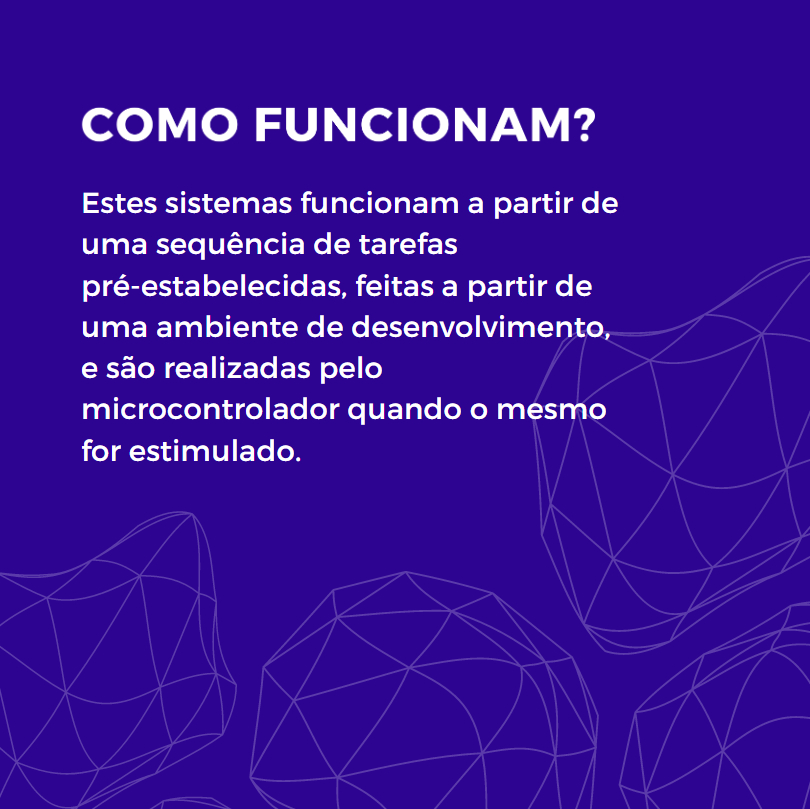 COMO FUNCIONAM?
Estes sistemas funcionam a partir de
uma sequência de tarefas
pré-estabelecidas, feitas a partir de
uma ambiente de desenvolvimento,
e são realizadas pelo
microcontrolador quando o mesmo
for estimulado.